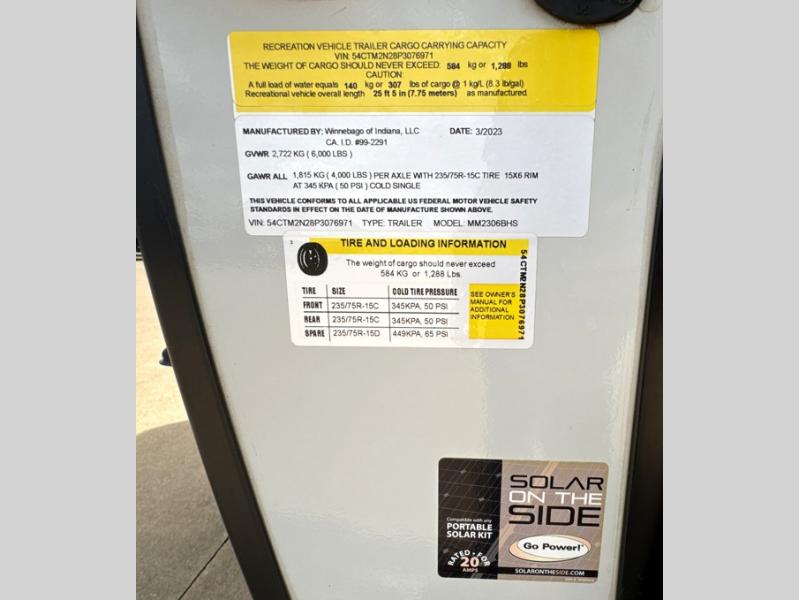 RECREATION VEHICLE TRAILER CARGO CARRYING CAPACITY
VIN: 54CTM2N28P3076971
THE WEIGHT OF CARGO SHOULD NEVER EXCEED: 584 kg or 1,288 lbs
CAUTION:
A full load of water equals 140 kg or 307 lbs of cargo @ 1 kg/L (8.3 lb/gal)
Recreational vehicle overall length 25 ft 5 in (7.75 meters) as manufactured
MANUFACTURED BY: Winnebago of Indiana, LLC DATE: 3/2023
CA. I.D. #99-2291
GVWR 2,722 KG ( 6,000 LBS )
GAWR ALL 1,815 KG ( 4,000 LBS ) PER AXLE WITH 235/75R-15C TIRE 15X6 RIM
AT 345 KPA ( 50 PSI ) COLD SINGLE
THIS VEHICLE CONFORMS TO ALL APPLICABLE US FEDERAL MOTOR VEHICLE SAFETY
STANDARDS IN EFFECT ON THE DATE OF MANUFACTURE SHOWN ABOVE.
VIN: 54CTM2N28P3076971 TYPE: TRAILER MODEL: MM2306BHS
TIRE AND LOADING INFORMATION
The weight of cargo should never exceed
584 KG or 1,288 Lbs.
TIRE SIZE COLD TIRE PRESSURE
FRONT 235/75R-15C 345KPA, 50 PSI
REAR 235/75R-15C 345KPA, 50 PSI
SPARE 235/75R-15D 449KPA, 65 PSI
SEE OWNER'S
MANUAL FOR
ADDITIONAL
INFORMATION
54CTM2N28P3076971
SOLAR
ON THE
SIDE
Compatible with any
PORTABLE
SOLAR KIT
RATED FOR
20
AMPS
Go Power!
SOLARONTHESIDE.COM